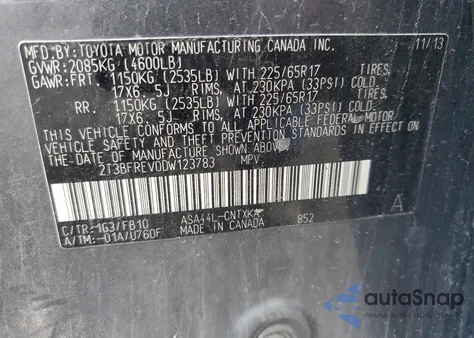 MFD.BY:TOYOTA MOTOR MANUFACTURING CANADA INC. 11/13
GVWR:2085KG (4600LB)
GAWR:FRT 1150KG (2535LB) WITH 225/65R17 TIRES,
17X6.5J RIMS, AT 230KPA (33PSI) COLD.
RR. 1150KG (2535LB) WITH 225/65R17 TIRES,
17X6.5J RIMS, AT 230KPA (33PSI) COLD.
THIS VEHICLE CONFORMS TO ALL APPLICABLE FEDERAL MOTOR
VEHICLE SAFETY AND THEFT PREVENTION STANDARDS IN EFFECT ON
THE DATE OF MANUFACTURE SHOWN ABOVE.
2T3BFREV0DW123783 MPV
C/TR:1G3/FB10 ASA44L-CNTXKA 852 A
A/TM:-01A/U760F MADE IN CANADA
autoSnap